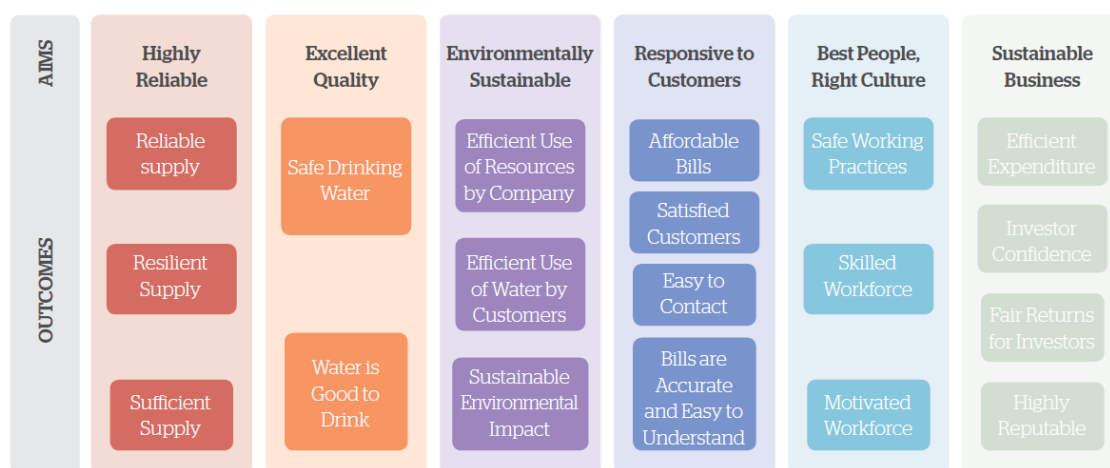 AIMS
Highly
Reliable
Excellent
Quality
Environmentally
Sustainable
Responsive to
Customers
Best People,
Right Culture
Sustainable
Business
OUTCOMES
Reliable
supply
Resilient
Supply
Sufficient
Supply
Safe Drinking
Water
Water is
Good to
Drink
Efficient Use
of Resources
by Company
Efficient Use
of Water by
Customers
Sustainable
Environmental
Impact
Affordable
Bills
Satisfied
Customers
Easy to
Contact
Bills are
Accurate
and Easy to
Understand
Safe Working
Practices
Skilled
Workforce
Motivated
Workforce
Efficient
Expenditure
Investor
Confidence
Fair Returns
for Investors
Highly
Reputable